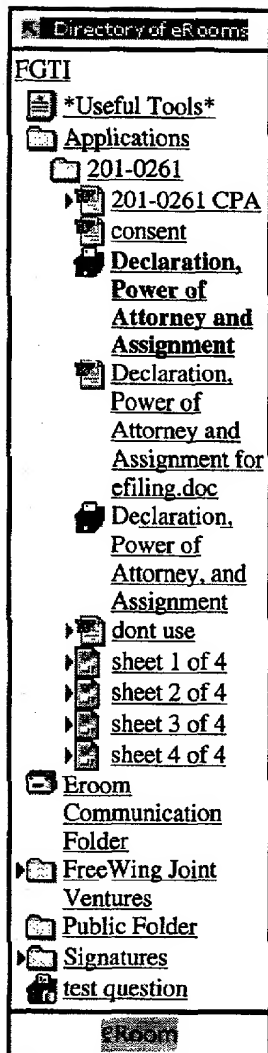 Directory of eRooms
FGTI
*Useful Tools*
Applications
201-0261
201-0261 CPA
consent
Declaration,
Power of
Attorney and
Assignment
Declaration,
Power of
Attorney and
Assignment for
efiling.doc
Declaration,
Power of
Attorney, and
Assignment
dont use
sheet 1 of 4
sheet 2 of 4
sheet 3 of 4
sheet 4 of 4
Eroom
Communication
Folder
FreeWing Joint
Ventures
Public Folder
Signatures
test question
eRoom